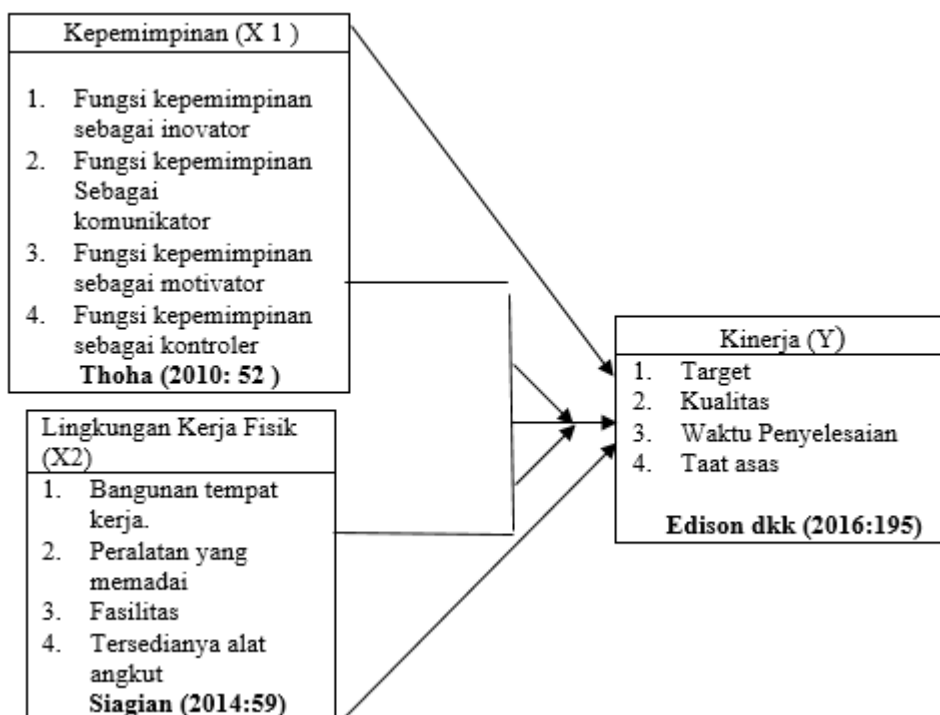 Kepemimpinan (X 1 )
1. Fungsi kepemimpinan
sebagai inovator
2. Fungsi kepemimpinan
Sebagai
komunikator
3. Fungsi kepemimpinan
sebagai motivator
4. Fungsi kepemimpinan
sebagai kontroler
Thoha (2010: 52 )
Lingkungan Kerja Fisik
(X2)
1. Bangunan tempat
kerja.
2. Peralatan yang
memadai
3. Fasilitas
4. Tersedianya alat
angkut
Siagian (2014:59)
Kinerja (Y)
1. Target
2. Kualitas
3. Waktu Penyelesaian
4. Taat asas
Edison dkk (2016:195)